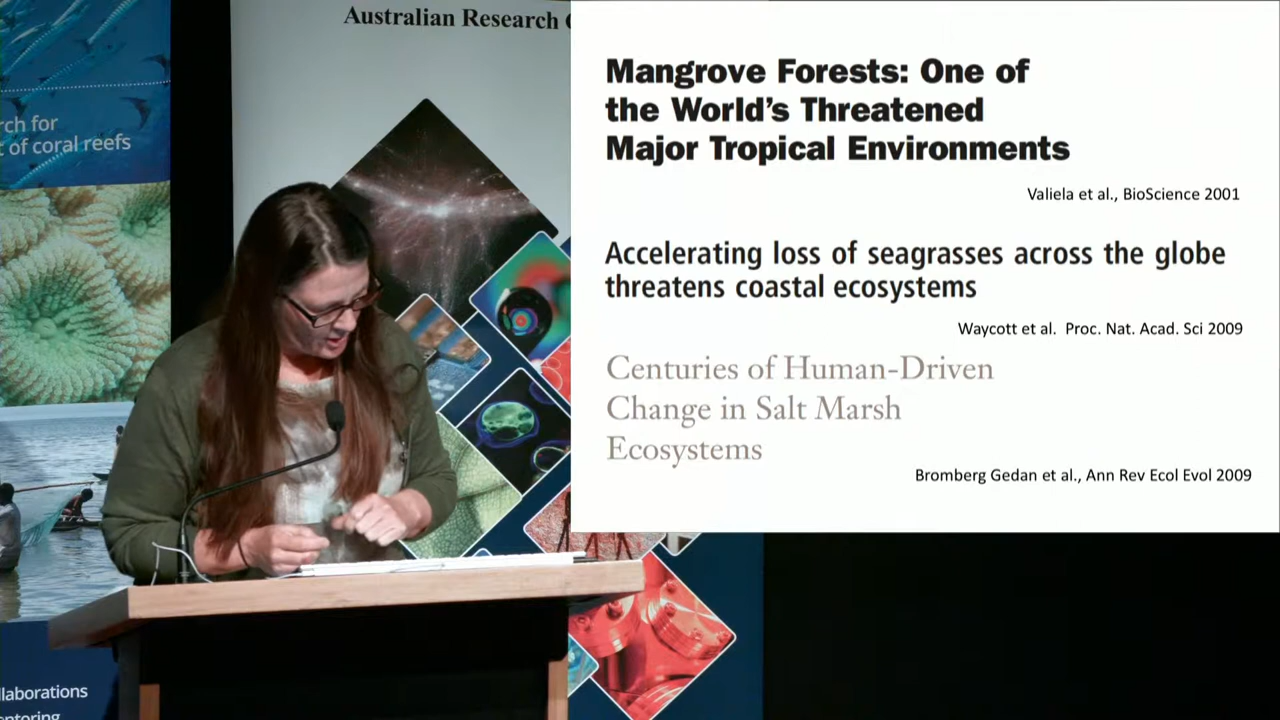 Australian Research
rch for
t of coral reefs
Mangrove Forests: One of
the World's Threatened
Major Tropical Environments
Valiela et al., BioScience 2001
Accelerating loss of seagrasses across the globe
threatens coastal ecosystems
Waycott et al. Proc. Nat. Acad. Sci 2009
Centuries of Human-Driven
Change in Salt Marsh
Ecosystems
Bromberg Gedan et al., Ann Rev Ecol Evol 2009
llaborations
entoring